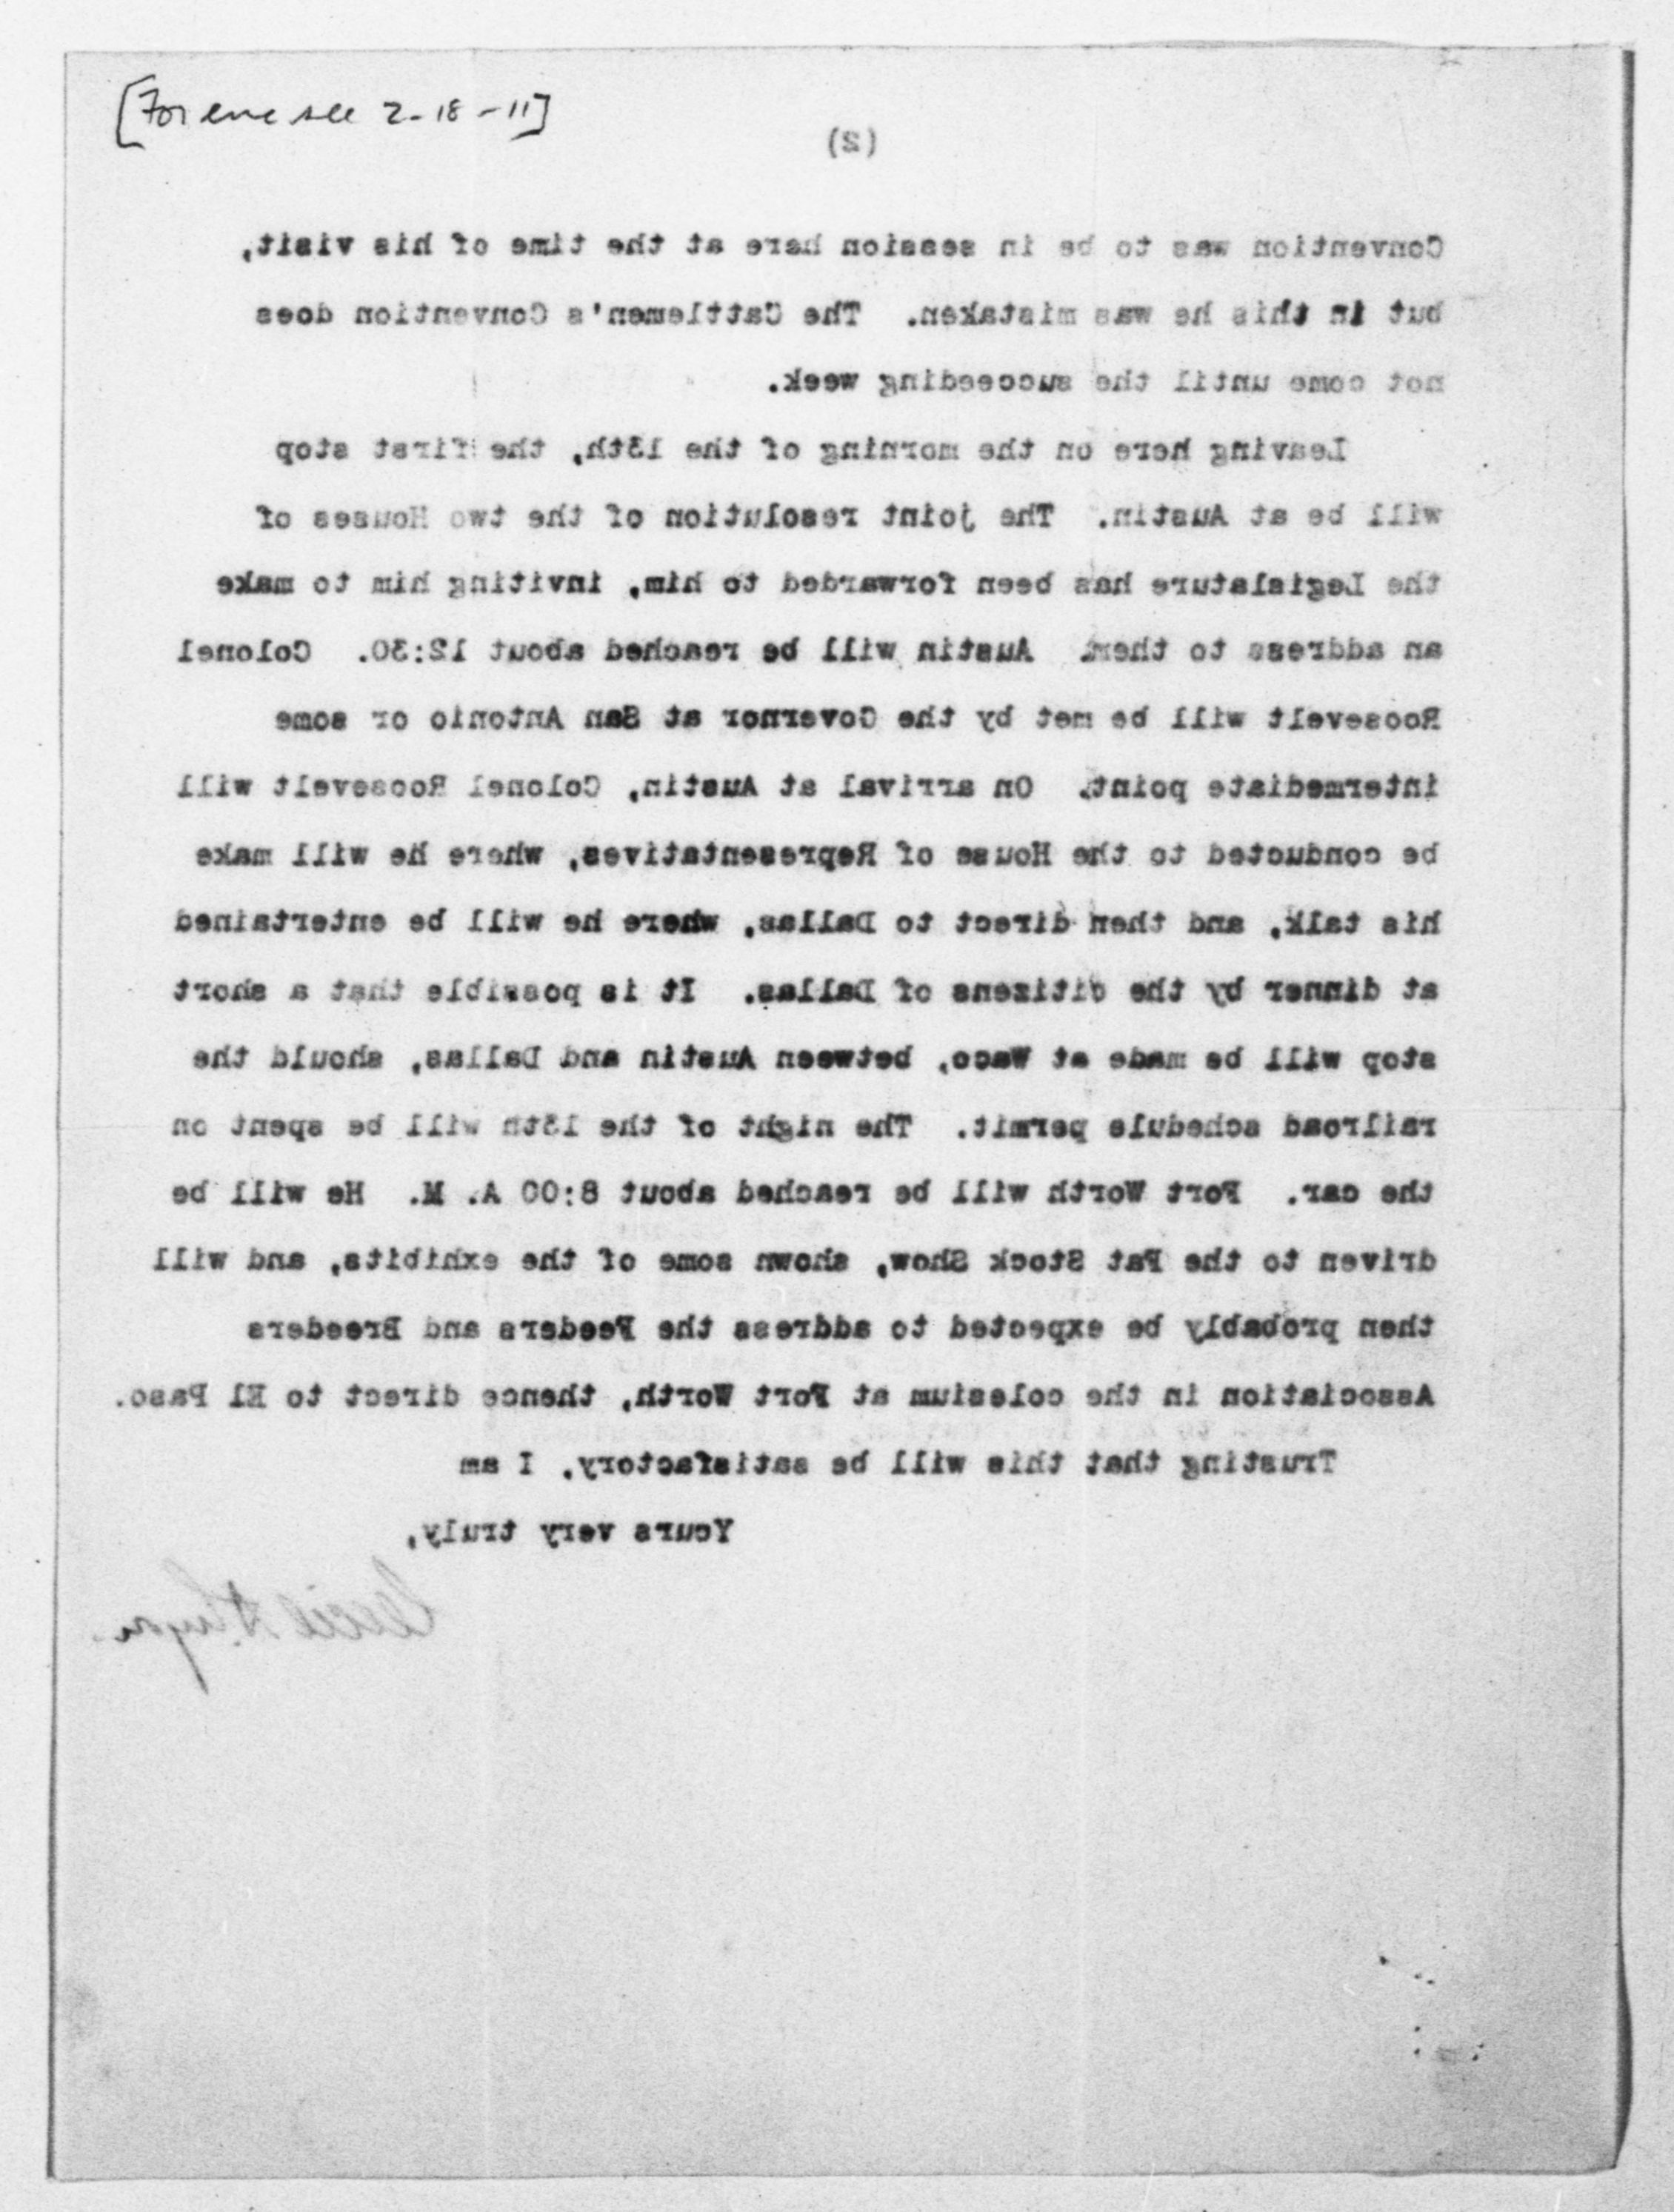 [For enc see 2-18-11]
(2)
Convention was to be in session here at the time of his visit,
but in this he was mistaken. The Cattlemen's Convention does
not come until the succeeding week.
Leaving here on the morning of the 13th, the first stop
will be at Austin. The joint resolution of the two Houses of
the Legislature has been forwarded to him, inviting him to make
an address to them. Austin will be reached about 12:30. Colonel
Roosevelt will be met by the Governor at San Antonio or some
intermediate point. On arrival at Austin, Colonel Roosevelt will
be conducted to the House of Representatives, where he will make
his talk, and then direct to Dallas, where he will be entertained
at dinner by the citizens of Dallas. It is possible that a short
stop will be made at Waco, between Austin and Dallas, should the
railroad schedule permit. The night of the 13th will be spent on
the car. Fort Worth will be reached about 8:00 A. M. He will be
driven to the Fat Stock Show, shown some of the exhibits, and will
then probably be expected to address the Feeders and Breeders
Association in the colesium at Fort Worth, thence direct to El Paso.
Trusting that this will be satisfactory, I am
Yours very truly,
Cecil A. Lyon